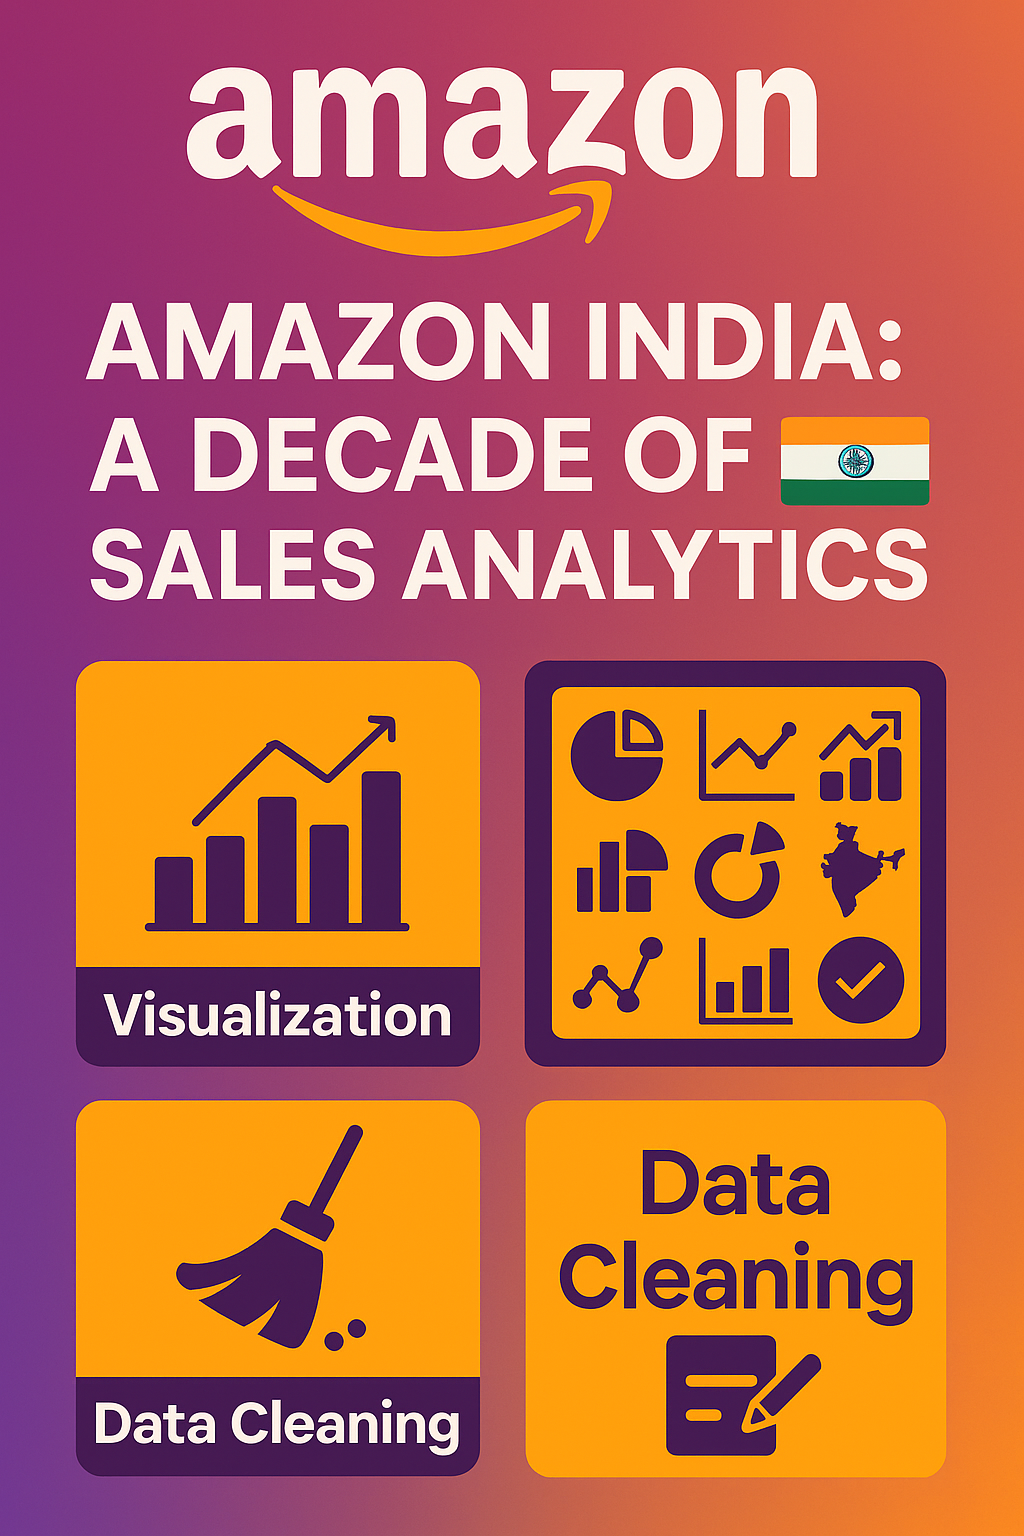 amazon
AMAZON INDIA:
A DECADE OF
SALES ANALYTICS
Visualization
Data Cleaning
Data
Cleaning